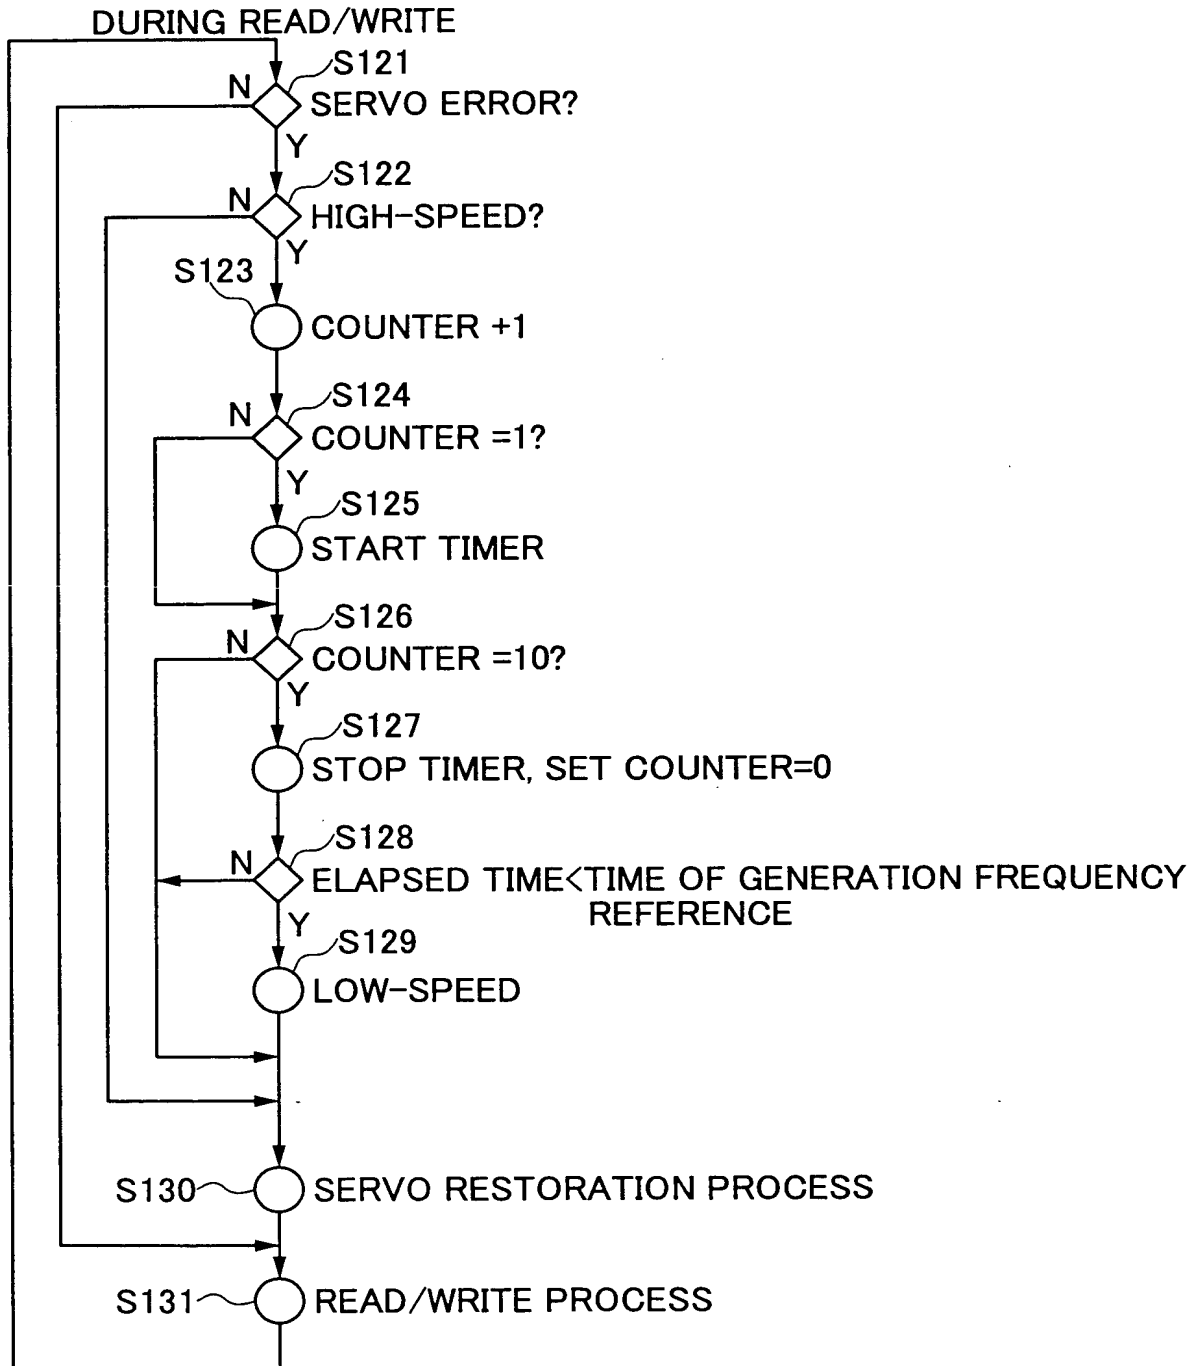 DURING READ/WRITE
S121
N
SERVO ERROR?
Y
S122
N
HIGH-SPEED?
Y
S123
COUNTER +1
S124
N
COUNTER =1?
Y
S125
START TIMER
S126
N
COUNTER =10?
Y
S127
STOP TIMER, SET COUNTER=0
S128
N
ELAPSED TIME<TIME OF GENERATION FREQUENCY
REFERENCE
Y
S129
LOW-SPEED
S130
SERVO RESTORATION PROCESS
S131
READ/WRITE PROCESS